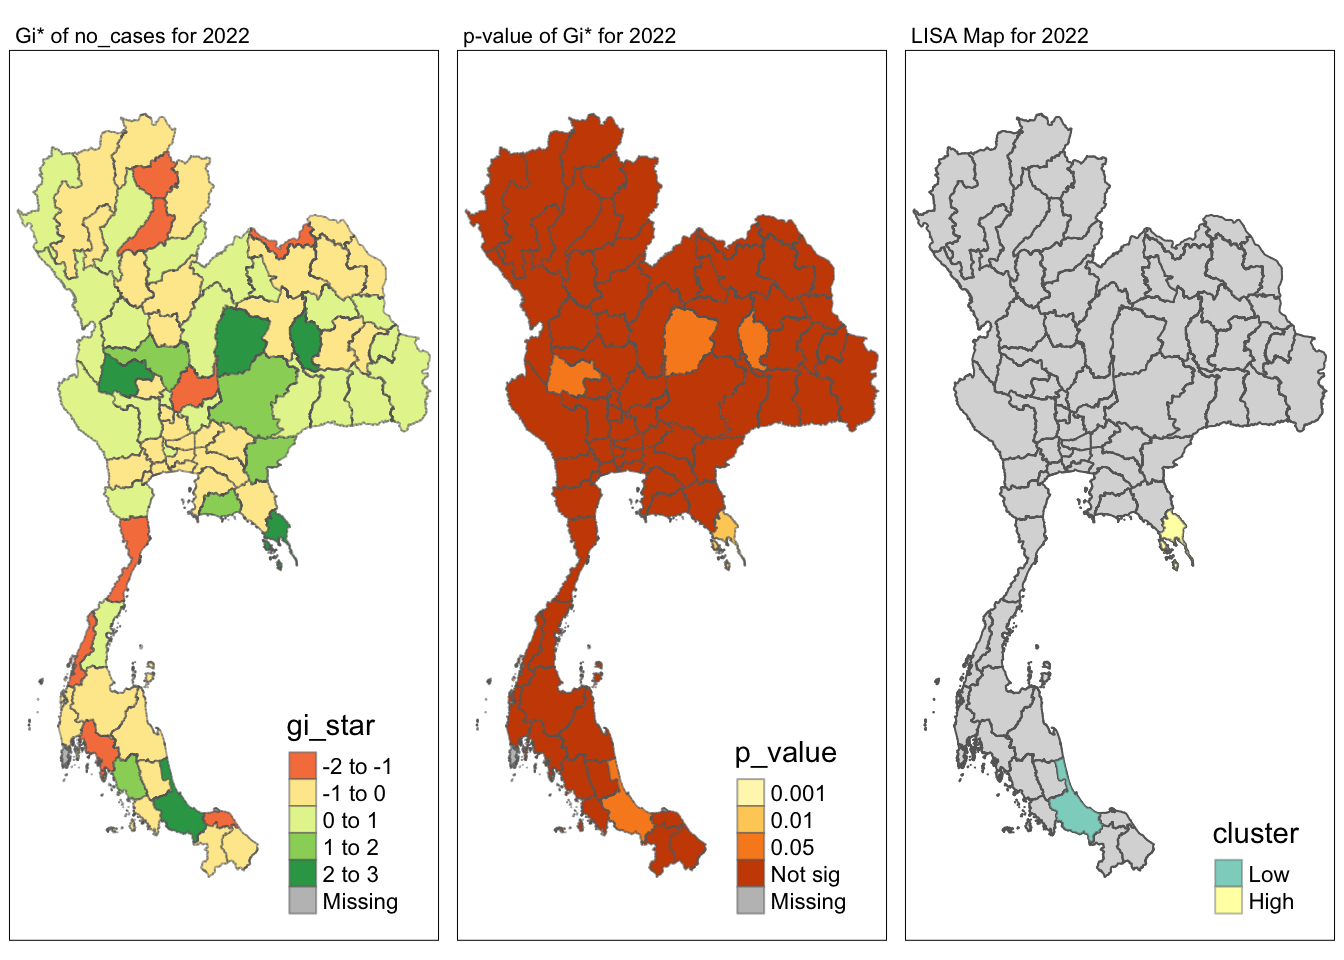 Gi* of no_cases for 2022
gi_star
-2 to -1
-1 to 0
0 to 1
1 to 2
2 to 3
Missing
p-value of Gi* for 2022
p_value
0.001
0.01
0.05
Not sig
Missing
LISA Map for 2022
cluster
Low
High